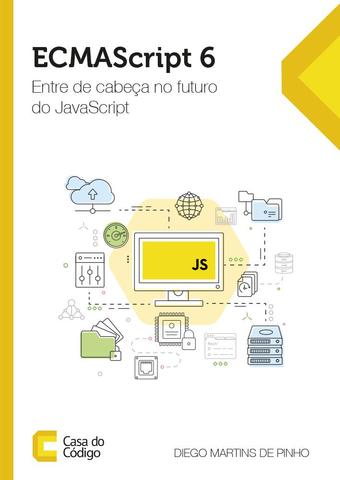 ECMAScript 6
Entre de cabeça no futuro
do JavaScript
JS
Casa do
Código
DIEGO MARTINS DE PINHO